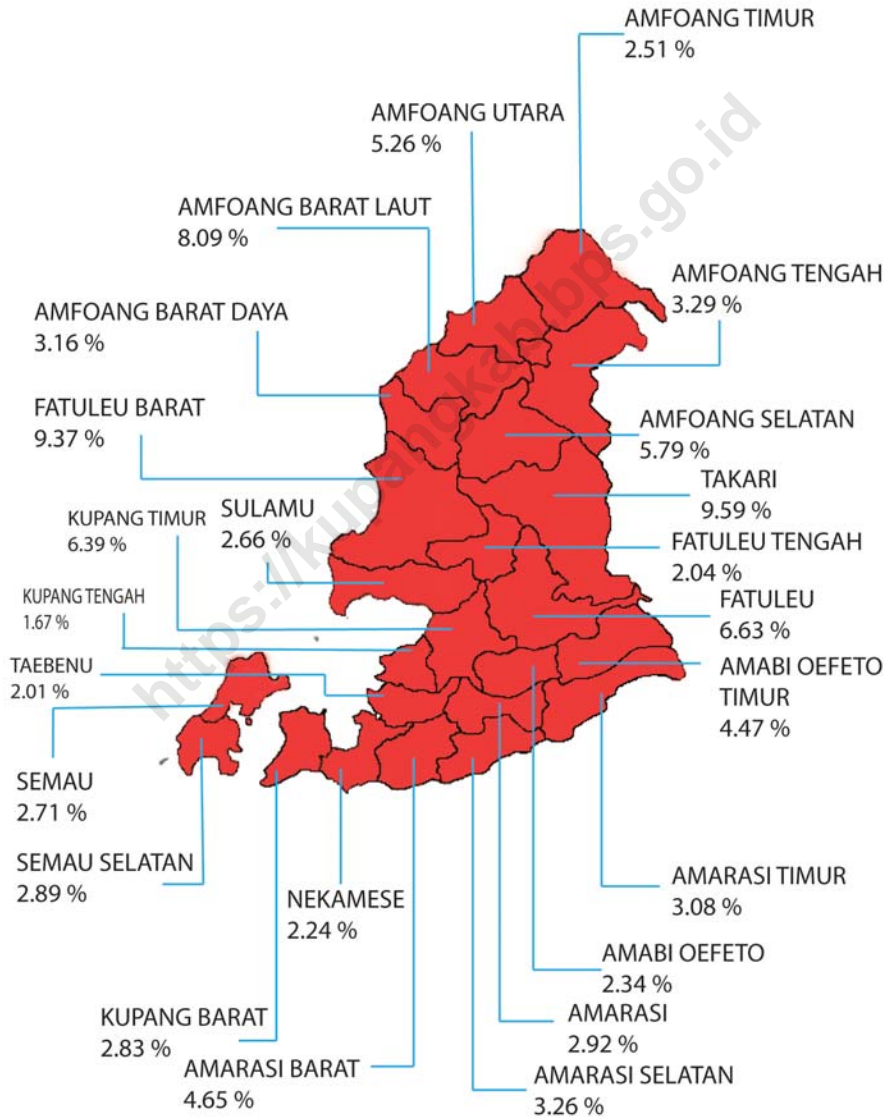 AMFOANG TIMUR
2.51 %
AMFOANG UTARA
5.26 %
AMFOANG BARAT LAUT
8.09 %
AMFOANG TENGAH
3.29 %
AMFOANG BARAT DAYA
3.16 %
FATULEU BARAT
9.37 %
AMFOANG SELATAN
5.79 %
TAKARI
9.59 %
SULAMU
2.66 %
KUPANG TIMUR
6.39 %
FATULEU TENGAH
2.04 %
KUPANG TENGAH
1.67 %
FATULEU
6.63 %
TAEBENU
2.01 %
AMABI OEFETO
TIMUR
4.47 %
SEMAU
2.71 %
SEMAU SELATAN
2.89 %
NEKAMESE
2.24 %
AMARASI TIMUR
3.08 %
AMABI OEFETO
2.34 %
KUPANG BARAT
2.83 %
AMARASI
2.92 %
AMARASI BARAT
4.65 %
AMARASI SELATAN
3.26 %
https://kupangkab.bps.go.id